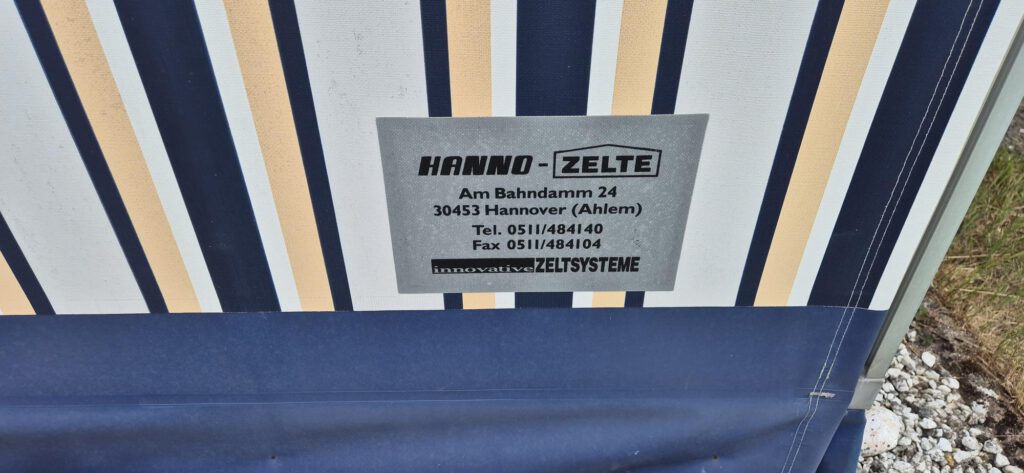 HANNO - ZELTE
Am Bahndamm 24
30453 Hannover (Ahlem)
Tel. 0511/484140
Fax 0511/484104
innovative ZELTSYSTEME